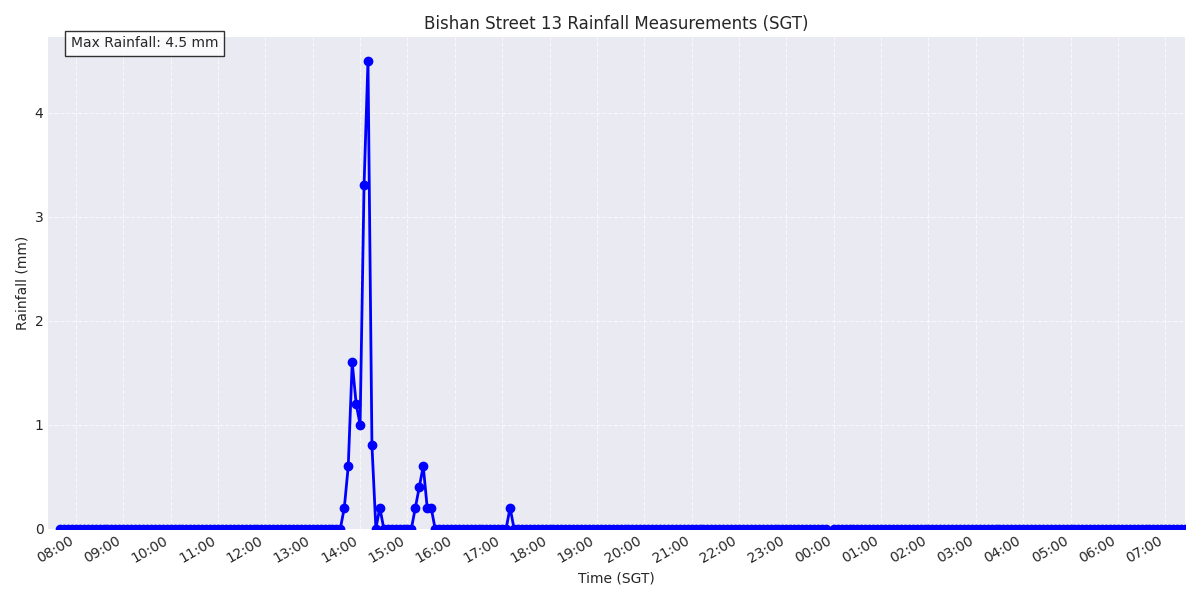 Bishan Street 13 Rainfall Measurements (SGT)
Max Rainfall: 4.5 mm
4
3
2
1
0
Rainfall (mm)
08:00 09:00 10:00 11:00 12:00 13:00 14:00 15:00 16:00 17:00 18:00 19:00 20:00 21:00 22:00 23:00 00:00 01:00 02:00 03:00 04:00 05:00 06:00 07:00
Time (SGT)